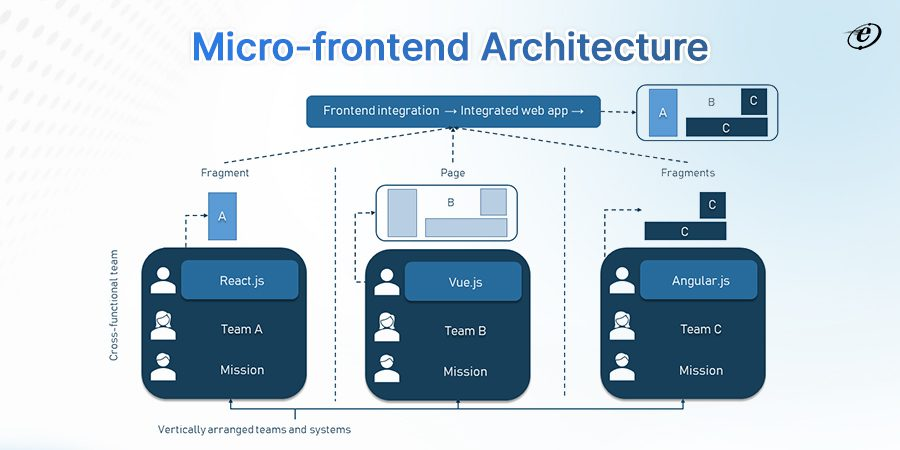 Micro-frontend Architecture
e
Frontend integration → Integrated web app →
A
B
C
C
Fragment
Page
Fragments
A
B
C
C
Cross-functional team
React.js
Team A
Mission
Vue.js
Team B
Mission
Angular.js
Team C
Mission
Vertically arranged teams and systems